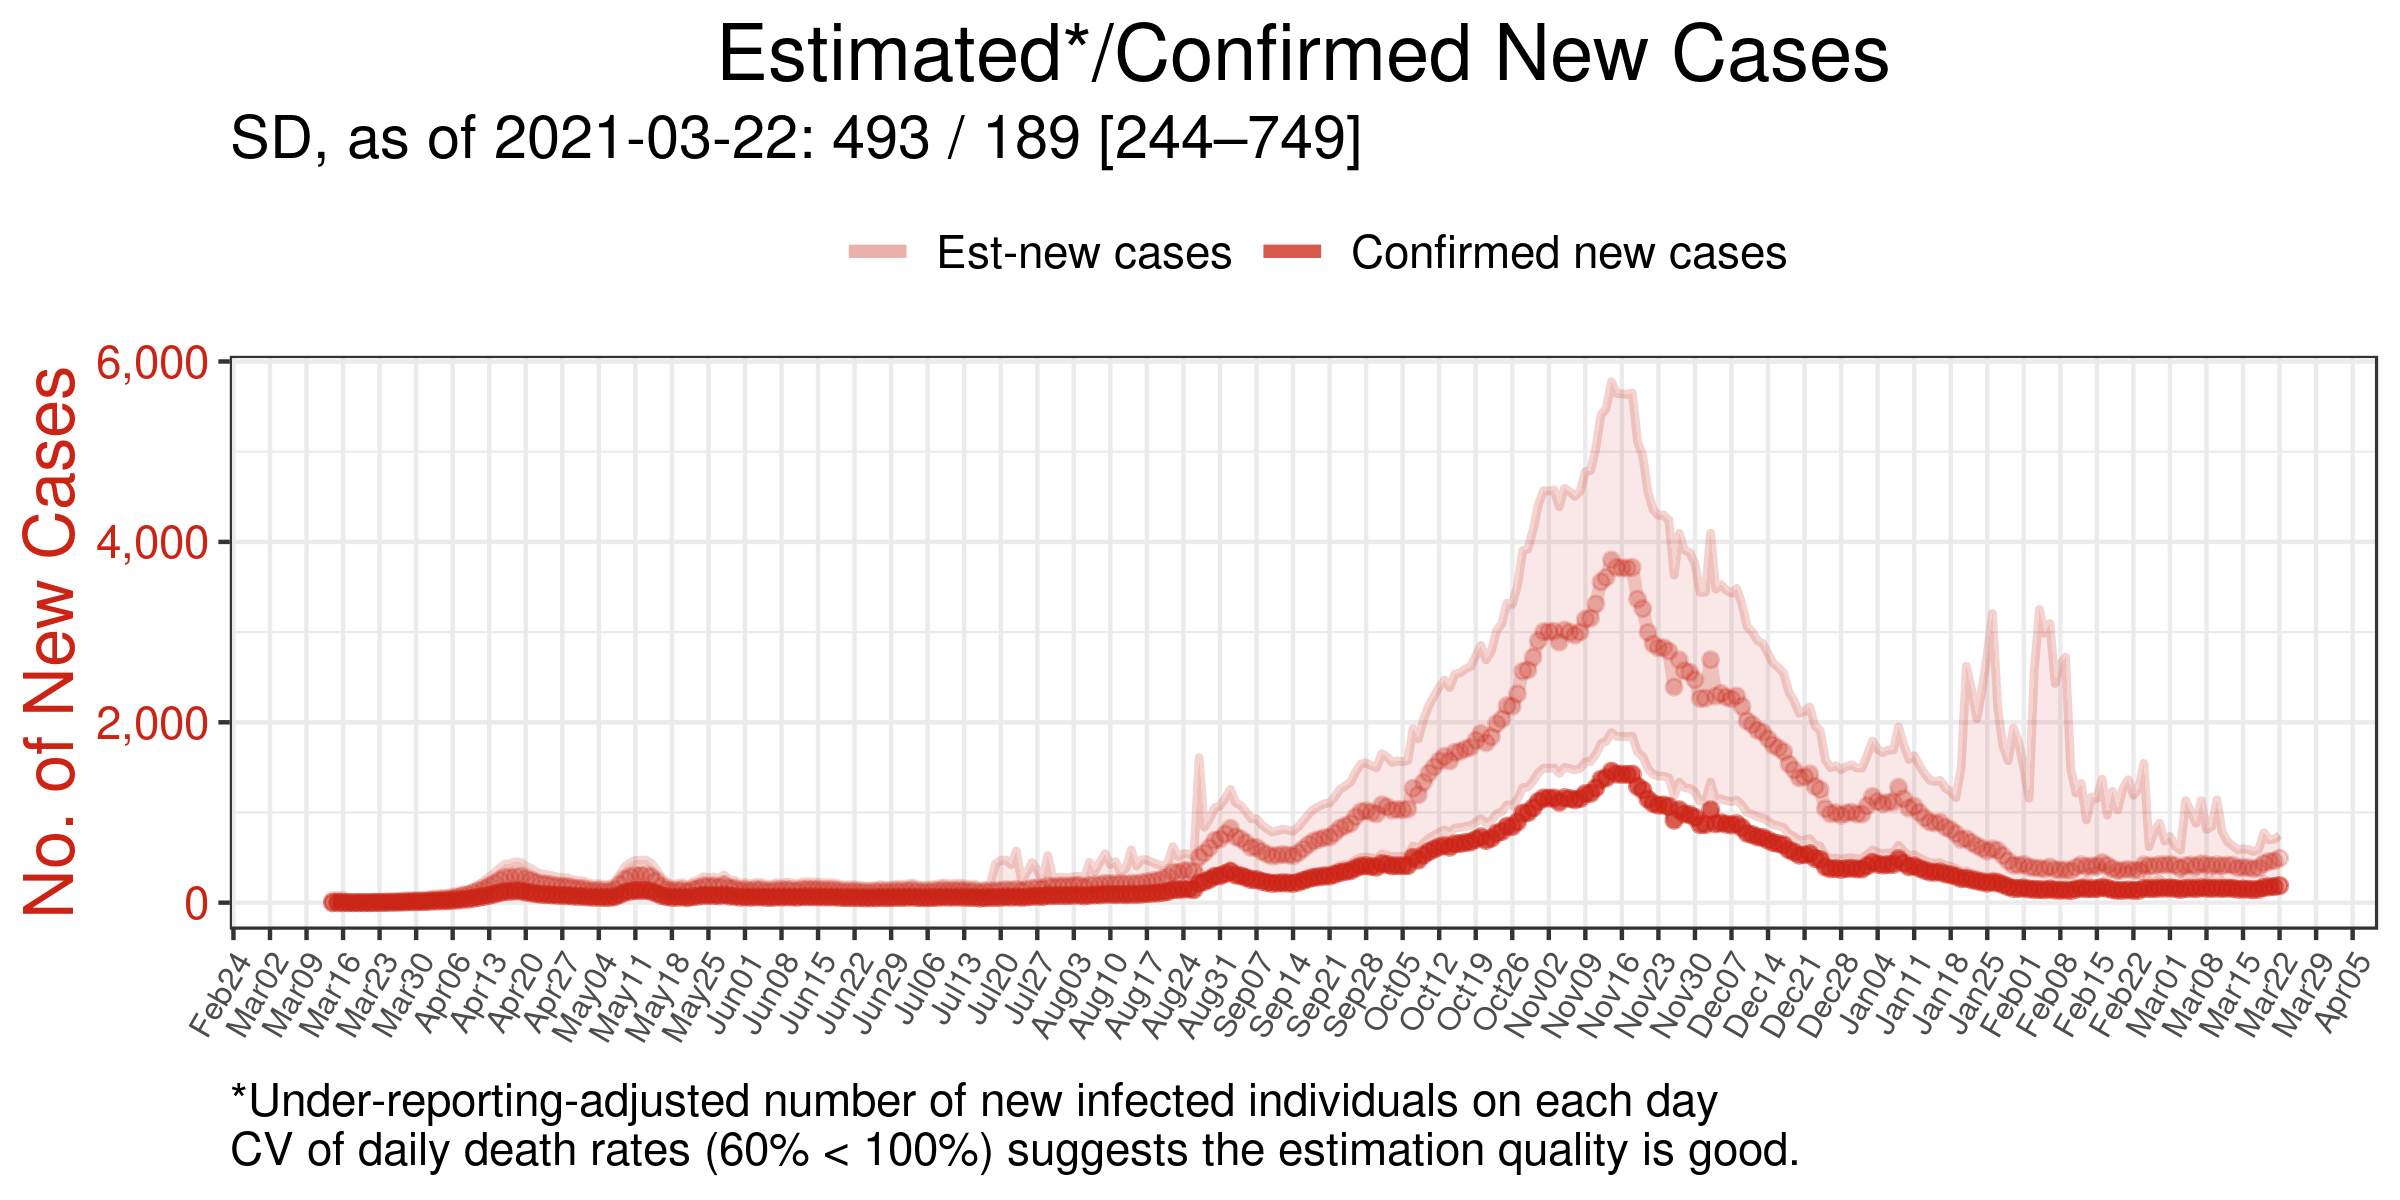 Estimated*/Confirmed New Cases
SD, as of 2021-03-22: 493 / 189 [244–749]
Est-new cases Confirmed new cases
No. of New Cases
6,000
4,000
2,000
0
Feb24 Mar02 Mar09 Mar16 Mar23 Mar30 Apr06 Apr13 Apr20 Apr27 May04 May11 May18 May25 Jun01 Jun08 Jun15 Jun22 Jun29 Jul06 Jul13 Jul20 Jul27 Aug03 Aug10 Aug17 Aug24 Aug31 Sep07 Sep14 Sep21 Sep28 Oct05 Oct12 Oct19 Oct26 Nov02 Nov09 Nov16 Nov23 Nov30 Dec07 Dec14 Dec21 Dec28 Jan04 Jan11 Jan18 Jan25 Feb01 Feb08 Feb15 Feb22 Mar01 Mar08 Mar15 Mar22 Mar29 Apr05
*Under-reporting-adjusted number of new infected individuals on each day
CV of daily death rates (60% < 100%) suggests the estimation quality is good.